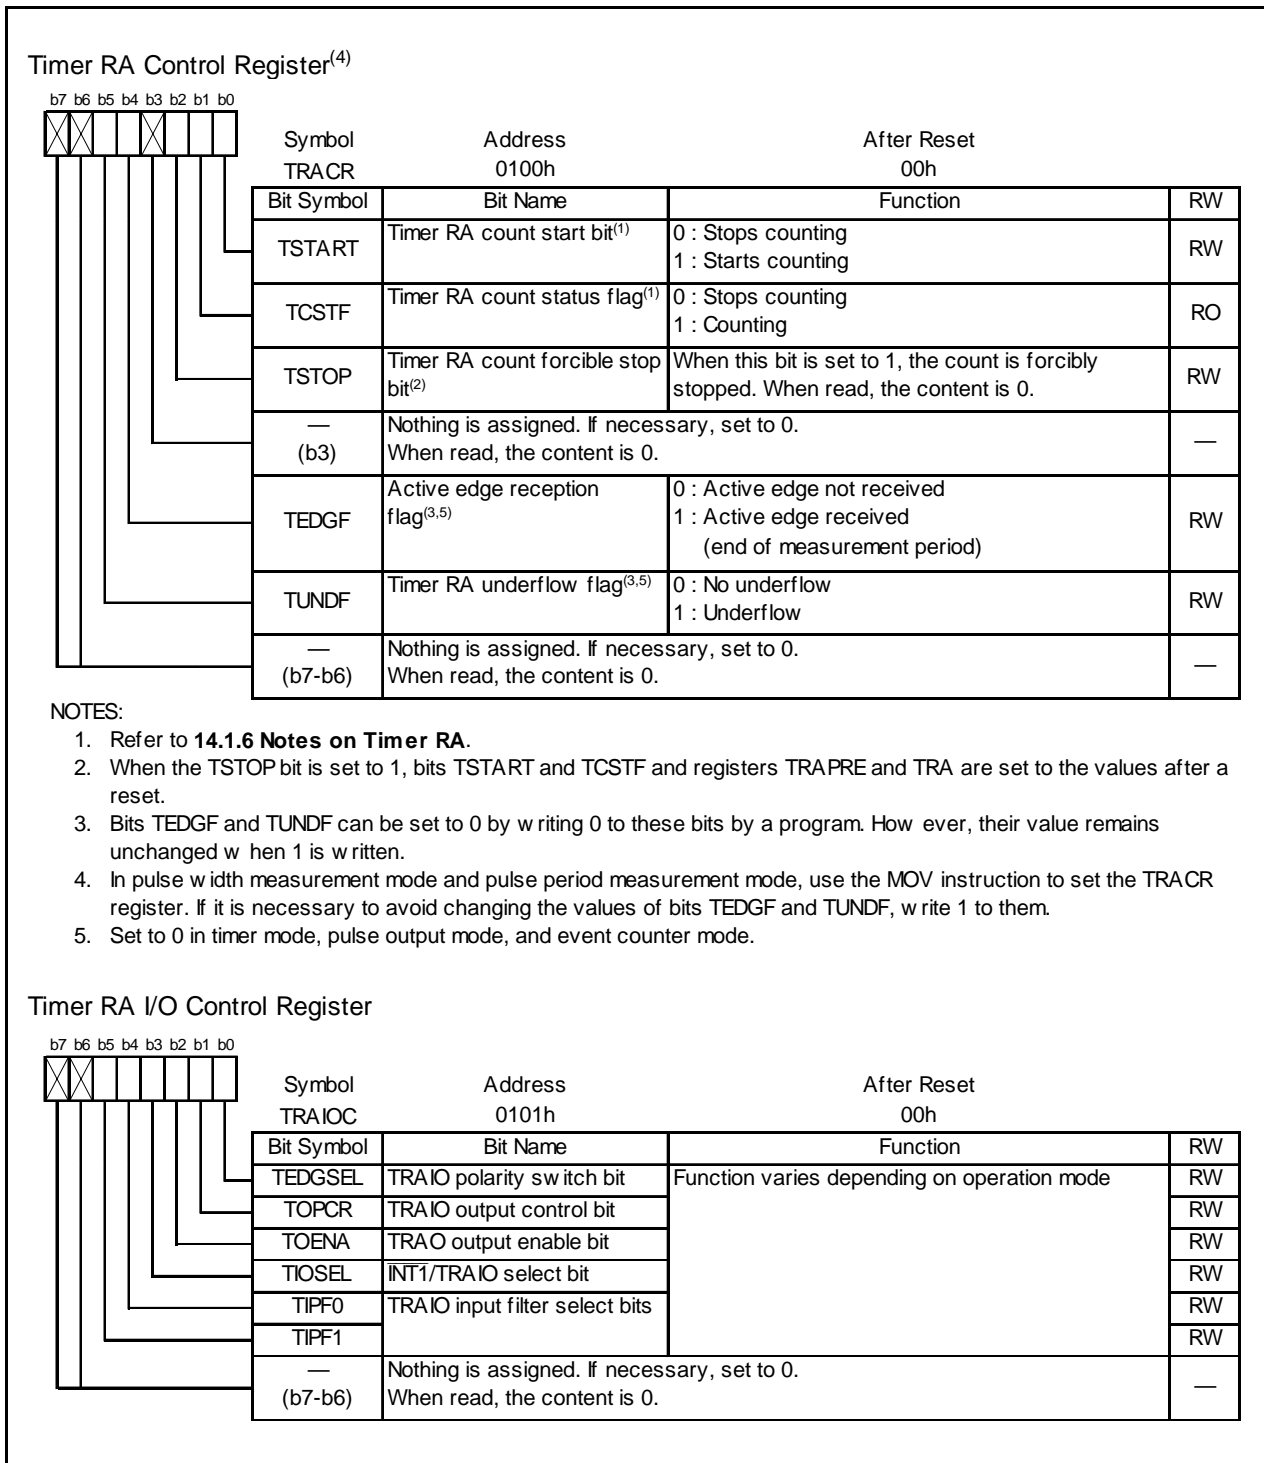 Timer RA Control Register(4)
b7 b6 b5 b4 b3 b2 b1 b0
Symbol Address After Reset
TRACR 0100h 00h
Bit Symbol Bit Name Function RW
TSTART Timer RA count start bit(1) 0 : Stops counting
1 : Starts counting RW
TCSTF Timer RA count status flag(1) 0 : Stops counting
1 : Counting RO
TSTOP Timer RA count forcible stop When this bit is set to 1, the count is forcibly
bit(2) stopped. When read, the content is 0. RW
— Nothing is assigned. If necessary, set to 0.
(b3) When read, the content is 0. —
TEDGF Active edge reception 0 : Active edge not received
flag(3,5) 1 : Active edge received RW
(end of measurement period)
TUNDF Timer RA underflow flag(3,5) 0 : No underflow
1 : Underflow RW
— Nothing is assigned. If necessary, set to 0.
(b7-b6) When read, the content is 0. —
NOTES:
1. Refer to 14.1.6 Notes on Timer RA.
2. When the TSTOP bit is set to 1, bits TSTART and TCSTF and registers TRAPRE and TRA are set to the values after a
reset.
3. Bits TEDGF and TUNDF can be set to 0 by writing 0 to these bits by a program. However, their value remains
unchanged when 1 is written.
4. In pulse width measurement mode and pulse period measurement mode, use the MOV instruction to set the TRACR
register. If it is necessary to avoid changing the values of bits TEDGF and TUNDF, write 1 to them.
5. Set to 0 in timer mode, pulse output mode, and event counter mode.
Timer RA I/O Control Register
b7 b6 b5 b4 b3 b2 b1 b0
Symbol Address After Reset
TRAIOC 0101h 00h
Bit Symbol Bit Name Function RW
TEDGSEL TRAIO polarity switch bit Function varies depending on operation mode RW
TOPCR TRAIO output control bit RW
TOENA TRAO output enable bit RW
TIOSEL INT1/TRAIO select bit RW
TIPF0 TRAIO input filter select bits RW
TIPF1 RW
— Nothing is assigned. If necessary, set to 0.
(b7-b6) When read, the content is 0. —